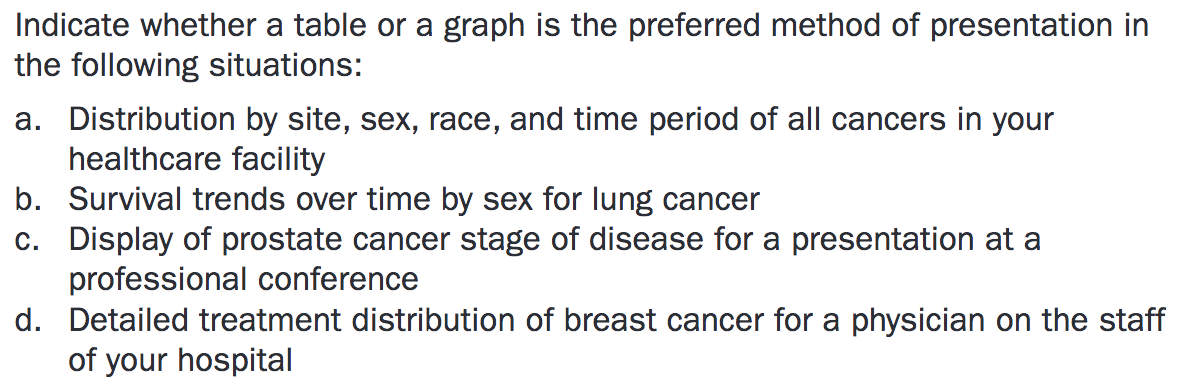 Indicate whether a table or a graph is the preferred method of presentation in
the following situations:
a. Distribution by site, sex, race, and time period of all cancers in your
healthcare facility
b. Survival trends over time by sex for lung cancer
c. Display of prostate cancer stage of disease for a presentation at a
professional conference
d. Detailed treatment distribution of breast cancer for a physician on the staff
of your hospital